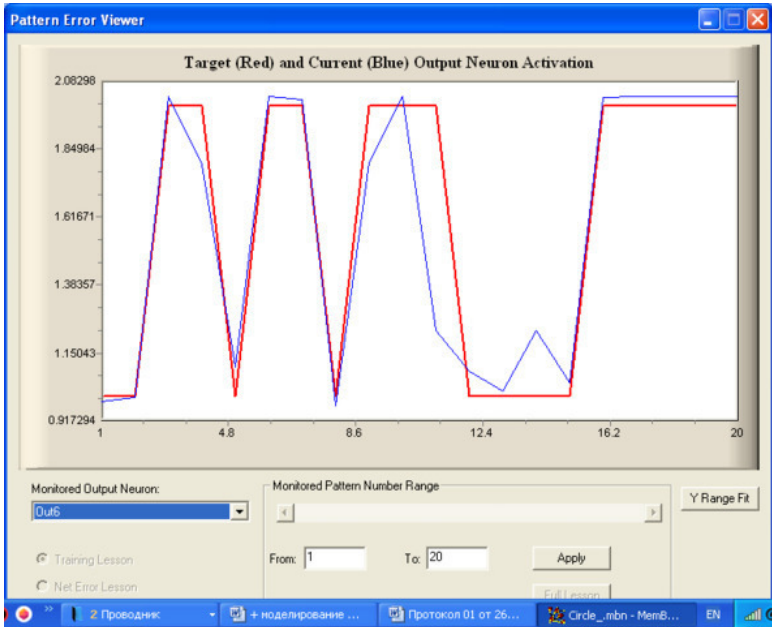 Pattern Error Viewer
Target (Red) and Current (Blue) Output Neuron Activation
2.08298
1.84984
1.61671
1.38357
1.15043
0.917294
1 4.8 8.6 12.4 16.2 20
Monitored Output Neuron:
Out6
Monitored Pattern Number Range
Y Range Fit
Training Lesson
From: 1 To: 20 Apply
Net Error Lesson
Full Lesson
2 Проводник + моделирование ... Протокол 01 от 26... Circle_.mbn - MemB... EN